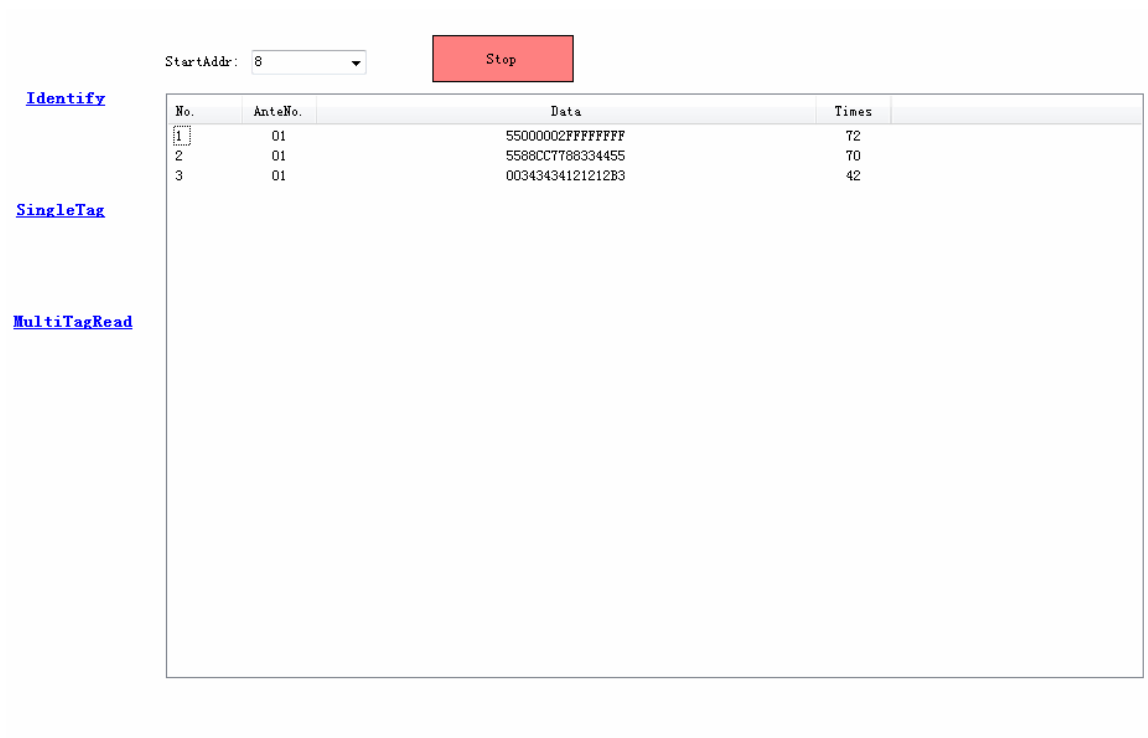 StartAddr: 8 Stop
Identify
No. AnteNo. Data Times
1 01 55000002FFFFFFFF 72
2 01 5588CC7788334455 70
3 01 00343434121212B3 42
SingleTag
MultiTagRead